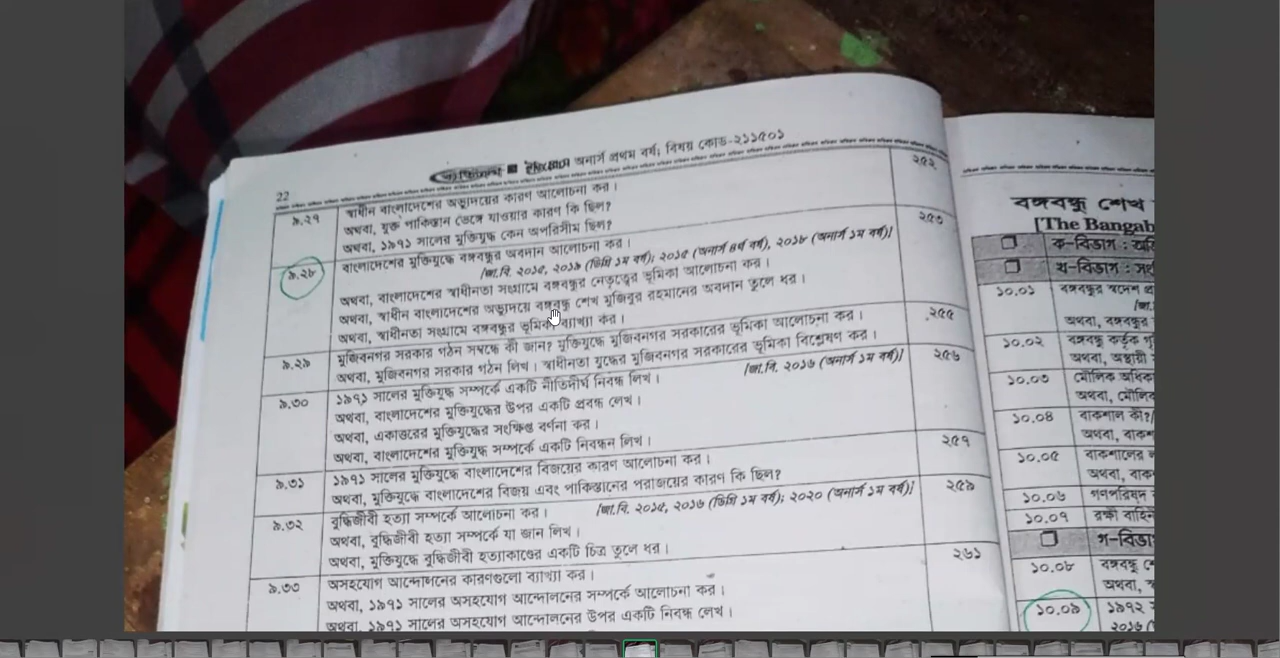 22
অনার্স প্রথম বর্ষ; বিষয় কোড-২১১৫০১
৯.২৭ স্বাধীন বাংলাদেশের অভ্যুদয়ের কারণ আলোচনা কর। ২৫২
অথবা, যুক্ত পাকিস্তান ভেঙ্গে যাওয়ার কারণ কি ছিল?
অথবা, ১৯৭১ সালের মুক্তিযুদ্ধ কেন অপরিসীম ছিল?
৯.২৮ বাংলাদেশের মুক্তিযুদ্ধে বঙ্গবন্ধুর অবদান আলোচনা কর। ২৫৩
[জা.বি. ২০১৫, ২০১৯ (ডিগ্রি ১ম বর্ষ); ২০১৫ (অনার্স ৪র্থ বর্ষ), ২০১৮ (অনার্স ১ম বর্ষ)]
অথবা, বাংলাদেশের স্বাধীনতা সংগ্রামে বঙ্গবন্ধুর নেতৃত্বের ভূমিকা আলোচনা কর।
অথবা, স্বাধীন বাংলাদেশের অভ্যুদয়ে বঙ্গবন্ধু শেখ মুজিবুর রহমানের অবদান তুলে ধর।
অথবা, স্বাধীনতা সংগ্রামে বঙ্গবন্ধুর ভূমিকা ব্যাখ্যা কর।
৯.২৯ মুজিবনগর সরকার গঠন সম্বন্ধে কী জান? মুক্তিযুদ্ধে মুজিবনগর সরকারের ভূমিকা আলোচনা কর। ২৫৫
অথবা, মুজিবনগর সরকার গঠন লিখ। স্বাধীনতা যুদ্ধের মুজিবনগর সরকারের ভূমিকা বিশ্লেষণ কর।
৯.৩০ ১৯৭১ সালের মুক্তিযুদ্ধ সম্পর্কে একটি নীতিদীর্ঘ নিবন্ধ লিখ। [জা.বি. ২০১৬ (অনার্স ১ম বর্ষ)] ২৫৬
অথবা, বাংলাদেশের মুক্তিযুদ্ধের উপর একটি প্রবন্ধ লেখ।
অথবা, একাত্তরের মুক্তিযুদ্ধের সংক্ষিপ্ত বর্ণনা কর।
অথবা, বাংলাদেশের মুক্তিযুদ্ধ সম্পর্কে একটি নিবন্ধন লিখ।
৯.৩১ ১৯৭১ সালের মুক্তিযুদ্ধে বাংলাদেশের বিজয়ের কারণ আলোচনা কর। ২৫৭
অথবা, মুক্তিযুদ্ধে বাংলাদেশের বিজয় এবং পাকিস্তানের পরাজয়ের কারণ কি ছিল?
৯.৩২ বুদ্ধিজীবী হত্যা সম্পর্কে আলোচনা কর। [জা.বি. ২০১৫, ২০১৬ (ডিগ্রি ১ম বর্ষ); ২০২০ (অনার্স ১ম বর্ষ)] ২৫৯
অথবা, বুদ্ধিজীবী হত্যা সম্পর্কে যা জান লিখ।
অথবা, মুক্তিযুদ্ধে বুদ্ধিজীবী হত্যাকাণ্ডের একটি চিত্র তুলে ধর।
৯.৩৩ অসহযোগ আন্দোলনের কারণগুলো ব্যাখ্যা কর। ২৬১
অথবা, ১৯৭১ সালের অসহযোগ আন্দোলনের সম্পর্কে আলোচনা কর।
অথবা, ১৯৭১ সালের অসহযোগ আন্দোলনের উপর একটি নিবন্ধ লেখ।
বঙ্গবন্ধু শেখ
[The Bangab
ক-বিভাগ :
খ-বিভাগ :
১০.০১ বঙ্গবন্ধুর স্বদেশ
অথবা, বঙ্গবন্ধুর
১০.০২ বঙ্গবন্ধু কর্তৃক
অথবা, অস্থায়ী
১০.০৩ মৌলিক
অথবা, মৌলিক
১০.০৪ বাকশাল কী?
অথবা,
১০.০৫ বাকশালের
অথবা,
১০.০৬ গণপরিষদ
১০.০৭ রক্ষী
গ-বিভাগ
১০.০৮ বঙ্গবন্ধু
অথবা,
১০.০৯ ১৯৭২
২০১৬